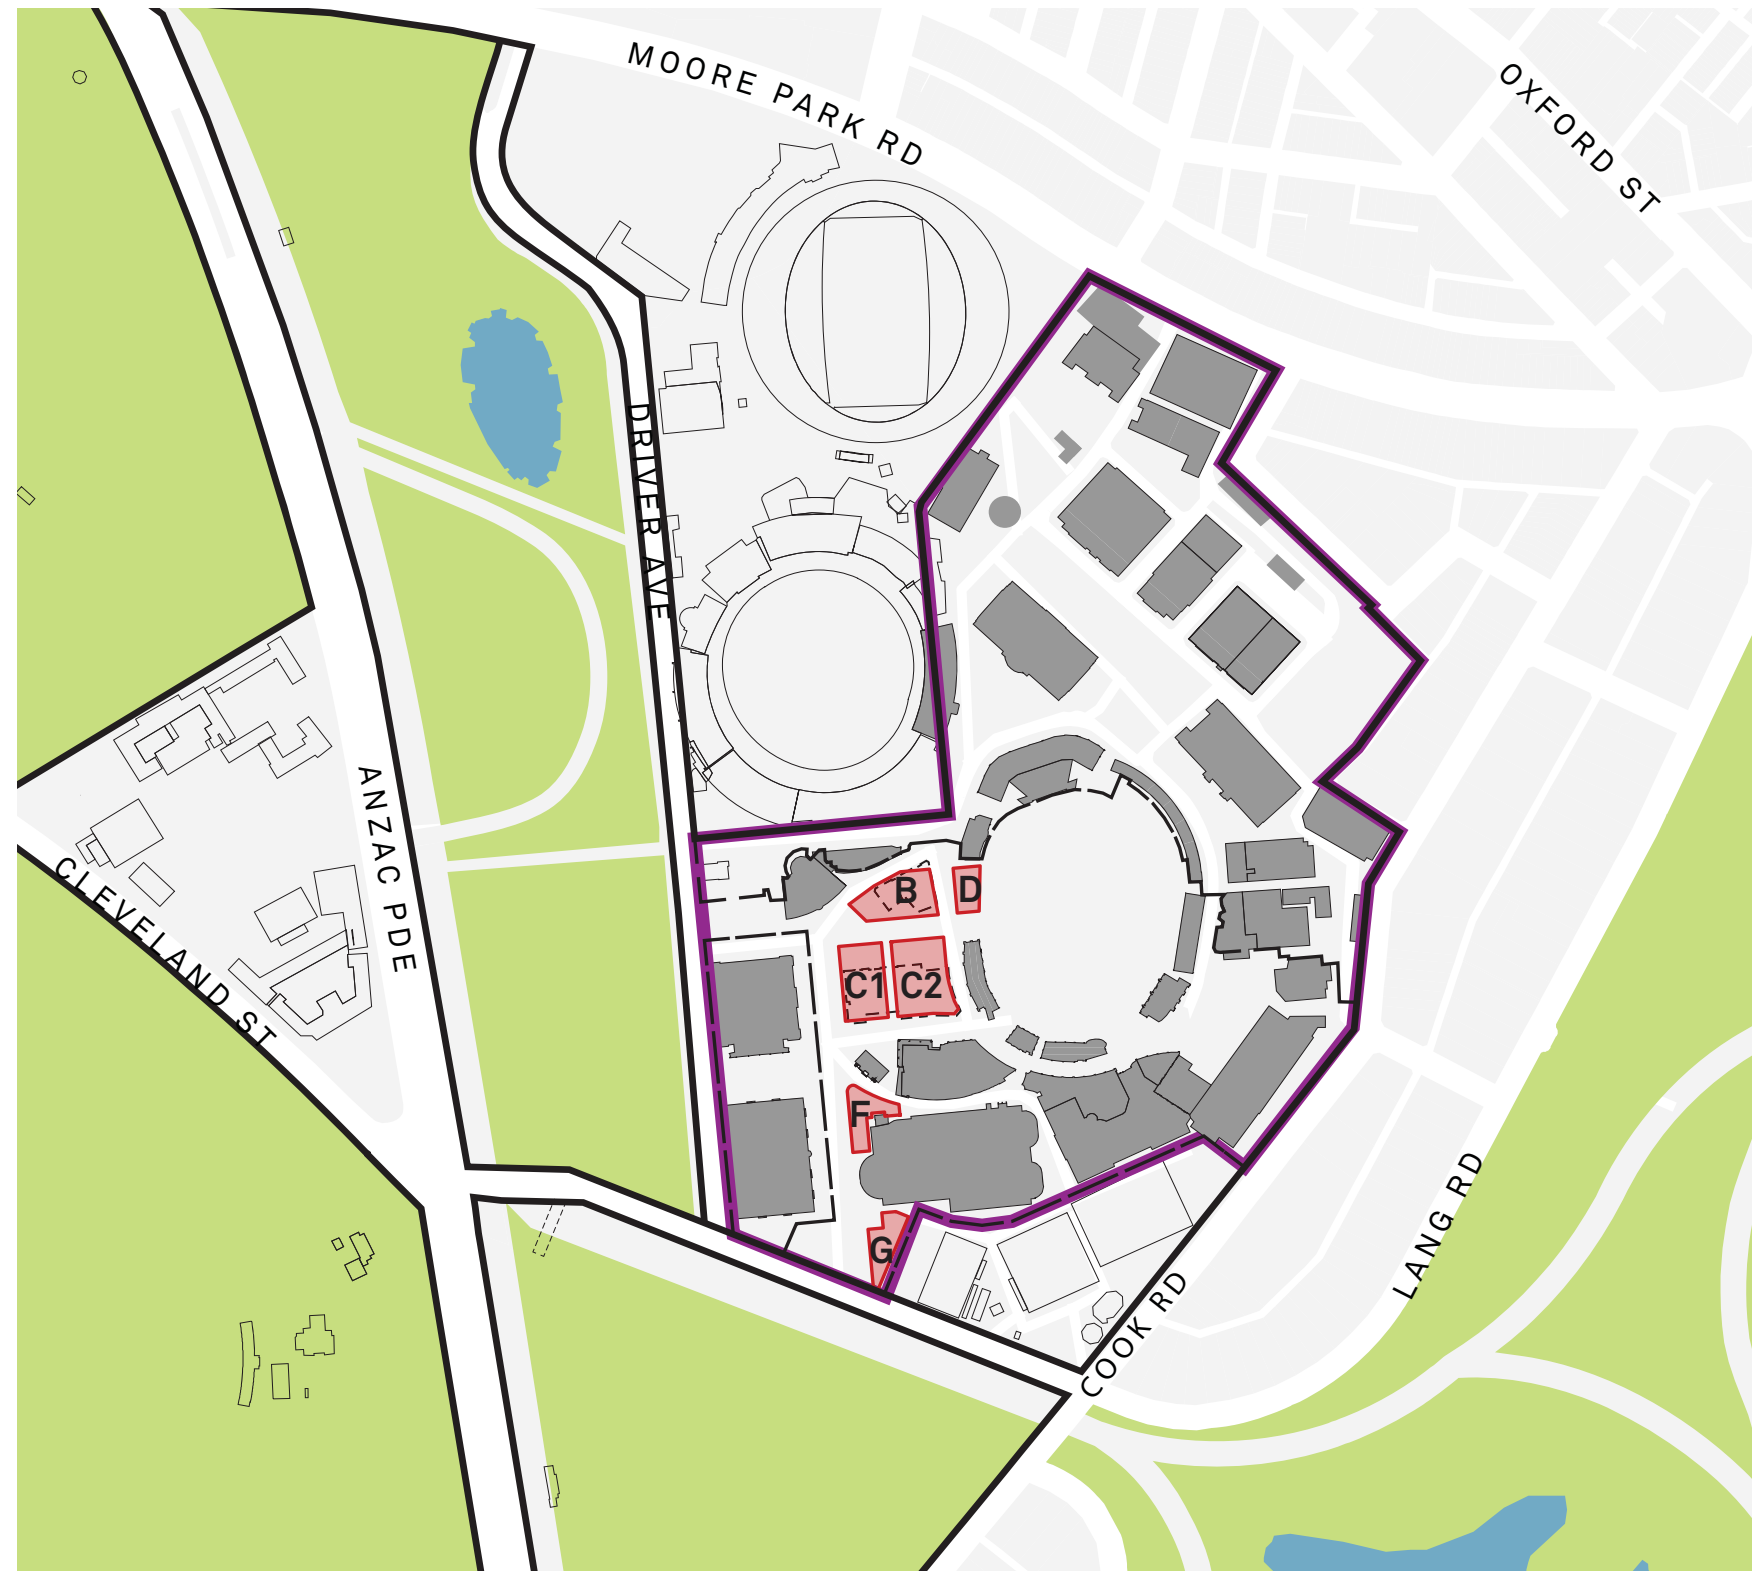 MOORE PARK RD
OXFORD ST
DRIVER AVE
ANZAC PDE
CLEVELAND ST
B
D
C1
C2
F
G
LANG RD
COOK RD